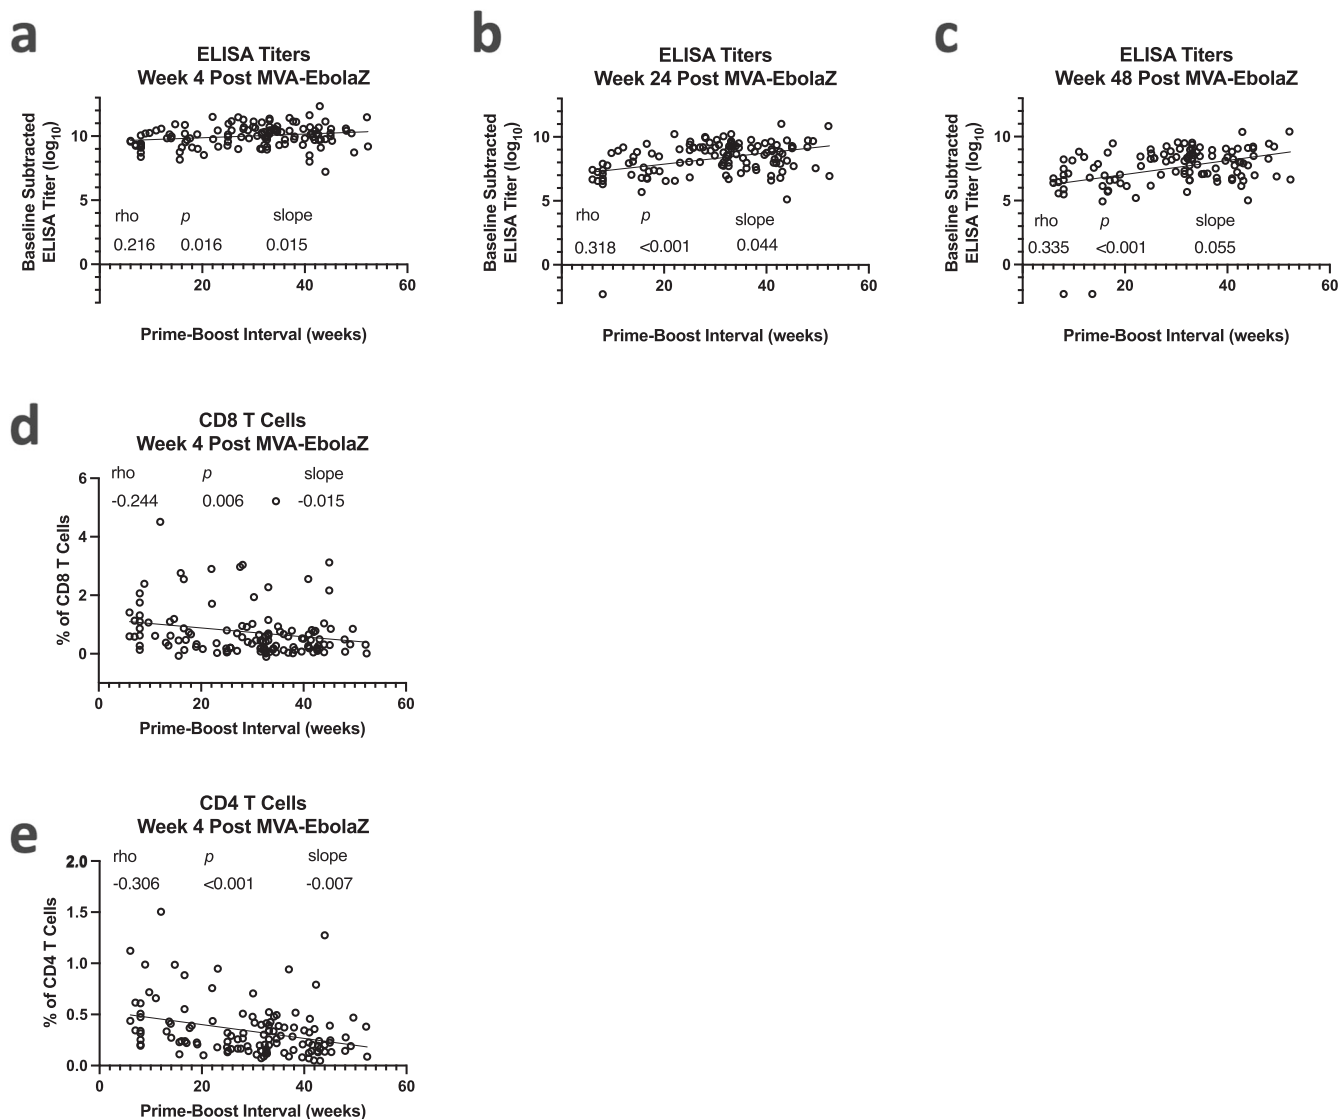 a
ELISA Titers
Week 4 Post MVA-EbolaZ
Baseline Subtracted
ELISA Titer (log10)
10
5
0
rho p slope
0.216 0.016 0.015
20 40 60
Prime-Boost Interval (weeks)
b
ELISA Titers
Week 24 Post MVA-EbolaZ
Baseline Subtracted
ELISA Titer (log10)
10
5
0
rho p slope
0.318 <0.001 0.044
20 40 60
Prime-Boost Interval (weeks)
c
ELISA Titers
Week 48 Post MVA-EbolaZ
Baseline Subtracted
ELISA Titer (log10)
10
5
0
rho p slope
0.335 <0.001 0.055
20 40 60
Prime-Boost Interval (weeks)
d
CD8 T Cells
Week 4 Post MVA-EbolaZ
% of CD8 T Cells
6
4
2
0
rho p slope
-0.244 0.006 -0.015
0 20 40 60
Prime-Boost Interval (weeks)
e
CD4 T Cells
Week 4 Post MVA-EbolaZ
% of CD4 T Cells
2.0
1.5
1.0
0.5
0.0
rho p slope
-0.306 <0.001 -0.007
0 20 40 60
Prime-Boost Interval (weeks)